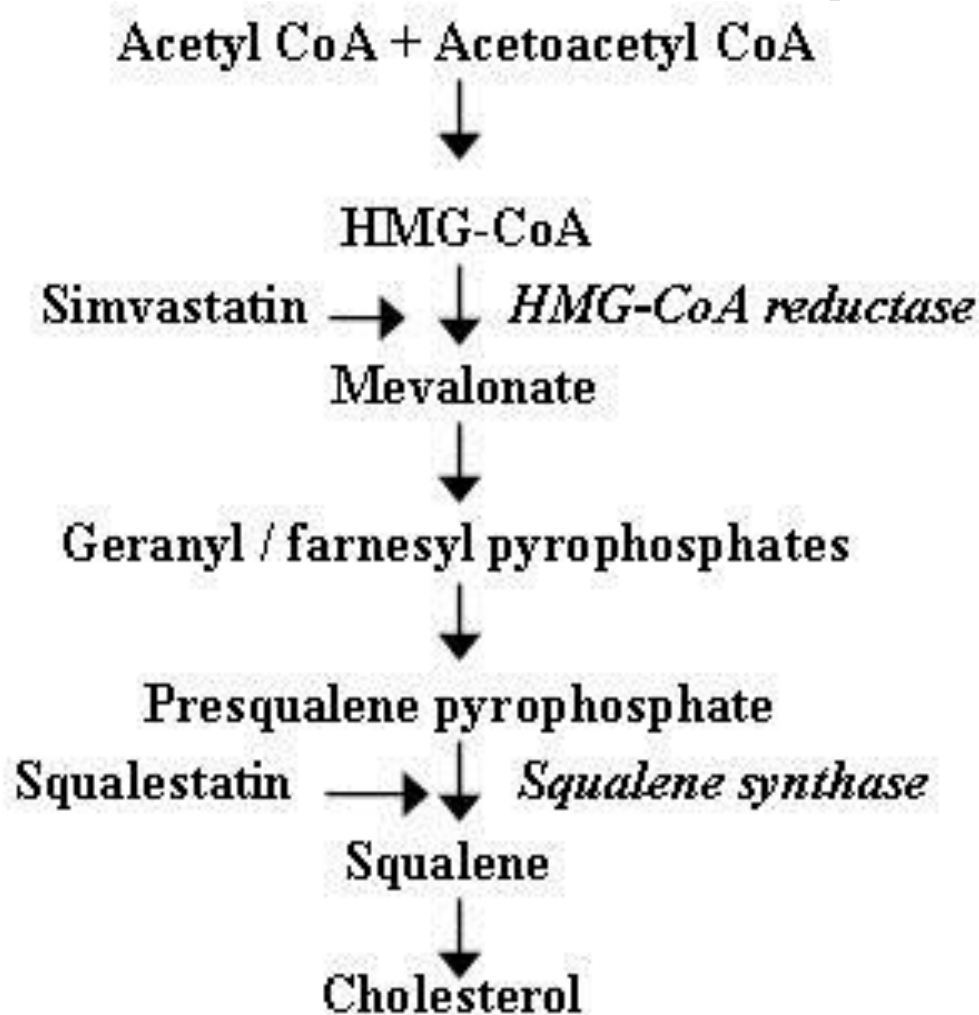 Acetyl CoA + Acetoacetyl CoA
HMG-CoA
Simvastatin
HMG-CoA reductase
Mevalonate
Geranyl / farnesyl pyrophosphates
Presqualene pyrophosphate
Squalestatin
Squalene synthase
Squalene
Cholesterol